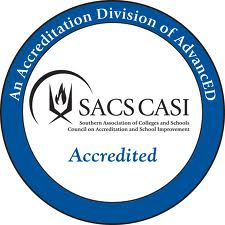 An Accreditation Division of AdvancED
SACS CASI
Southern Association of Colleges and Schools
Council on Accreditation and School Improvement
Accredited